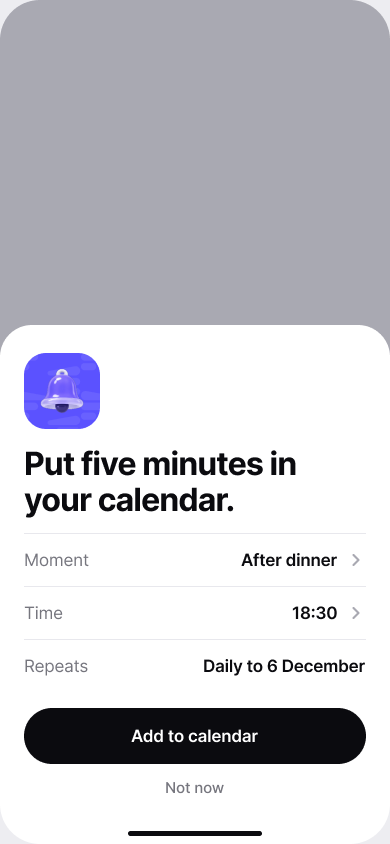 Put five minutes in
your calendar.
Moment After dinner
Time 18:30
Repeats Daily to 6 December
Add to calendar
Not now